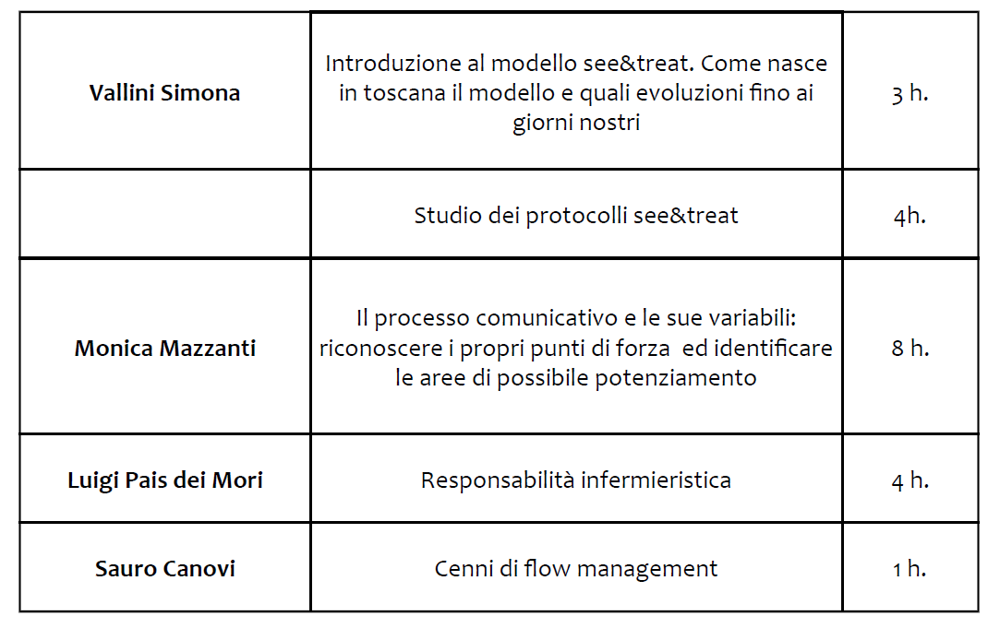 Vallini Simona
Introduzione al modello see&treat. Come nasce
in toscana il modello e quali evoluzioni fino ai
giorni nostri
3 h.
Studio dei protocolli see&treat
4h.
Monica Mazzanti
Il processo comunicativo e le sue variabili:
riconoscere i propri punti di forza  ed identificare
le aree di possibile potenziamento
8 h.
Luigi Pais dei Mori
Responsabilità infermieristica
4 h.
Sauro Canovi
Cenni di flow management
1 h.